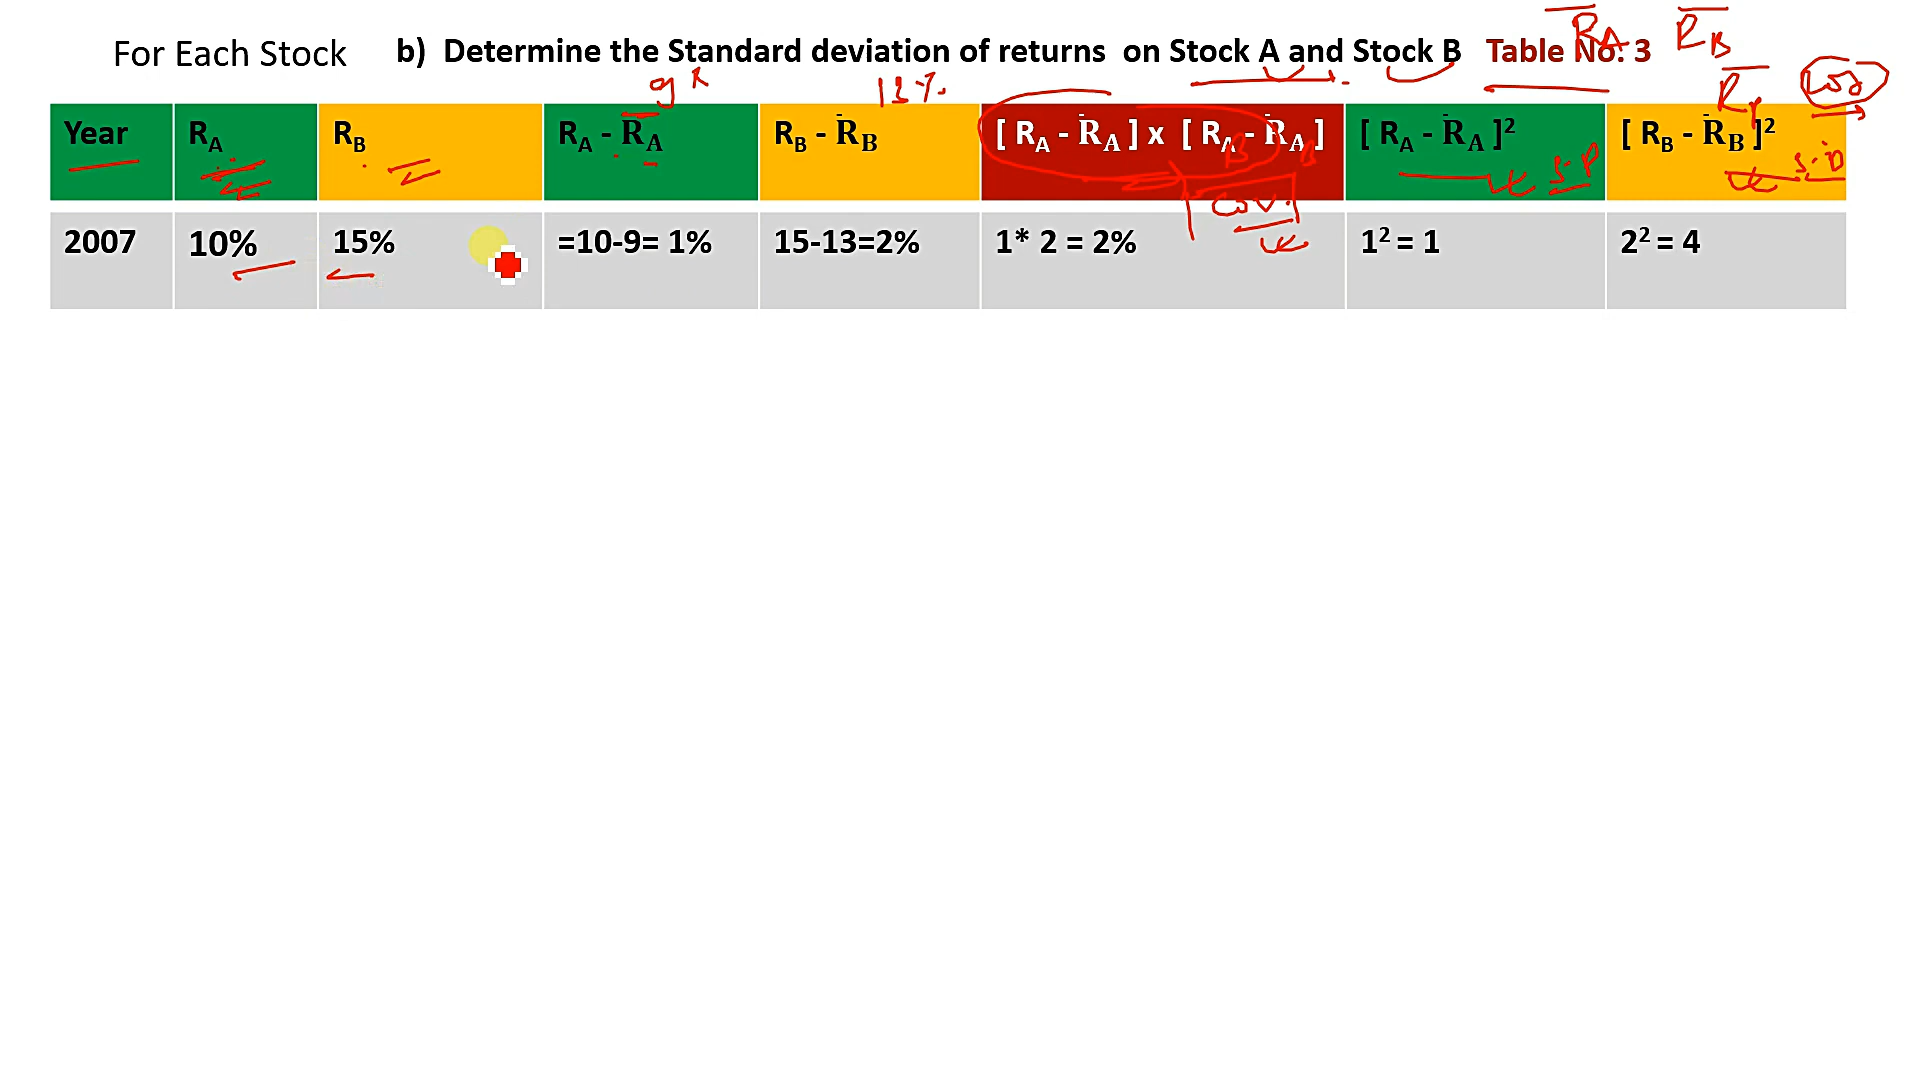 For Each Stock b) Determine the Standard deviation of returns on Stock A and Stock B Table No. 3
R̄A R̄B
9% 13% R̄P
Year RA RB RA - R̄A RB - R̄B [ RA - R̄A ] x [ RA - R̄A ] [ RA - R̄A ]² [ RB - R̄B ]²
B B S.D
Cov.
2007 10% 15% =10-9= 1% 15-13=2% 1* 2 = 2% 1² = 1 2² = 4